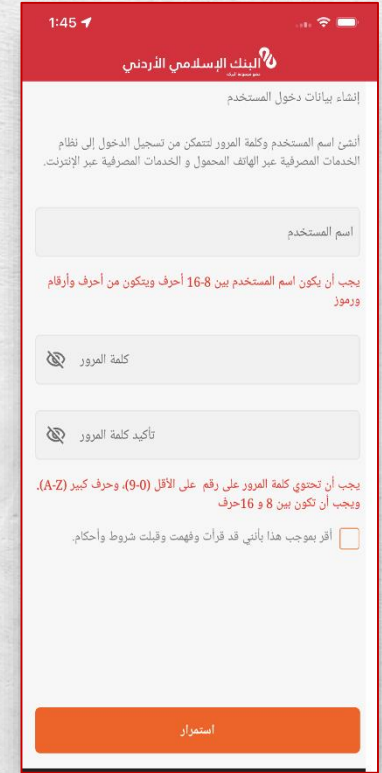 1:45
البنك الإسلامي الأردني
إنشاء بيانات دخول المستخدم
أنشئ اسم المستخدم وكلمة المرور لتتمكن من تسجيل الدخول إلى نظام
الخدمات المصرفية عبر الهاتف المحمول و الخدمات المصرفية عبر الإنترنت.
اسم المستخدم
يجب أن يكون اسم المستخدم بين 8-16 أحرف ويتكون من أحرف وأرقام
ورموز
كلمة المرور
تأكيد كلمة المرور
يجب أن تحتوي كلمة المرور على رقم على الأقل (0-9)، وحرف كبير (A-Z).
ويجب أن تكون بين 8 و 16حرف
أقر بموجب هذا بأنني قد قرأت وفهمت وقبلت شروط وأحكام.
استمرار